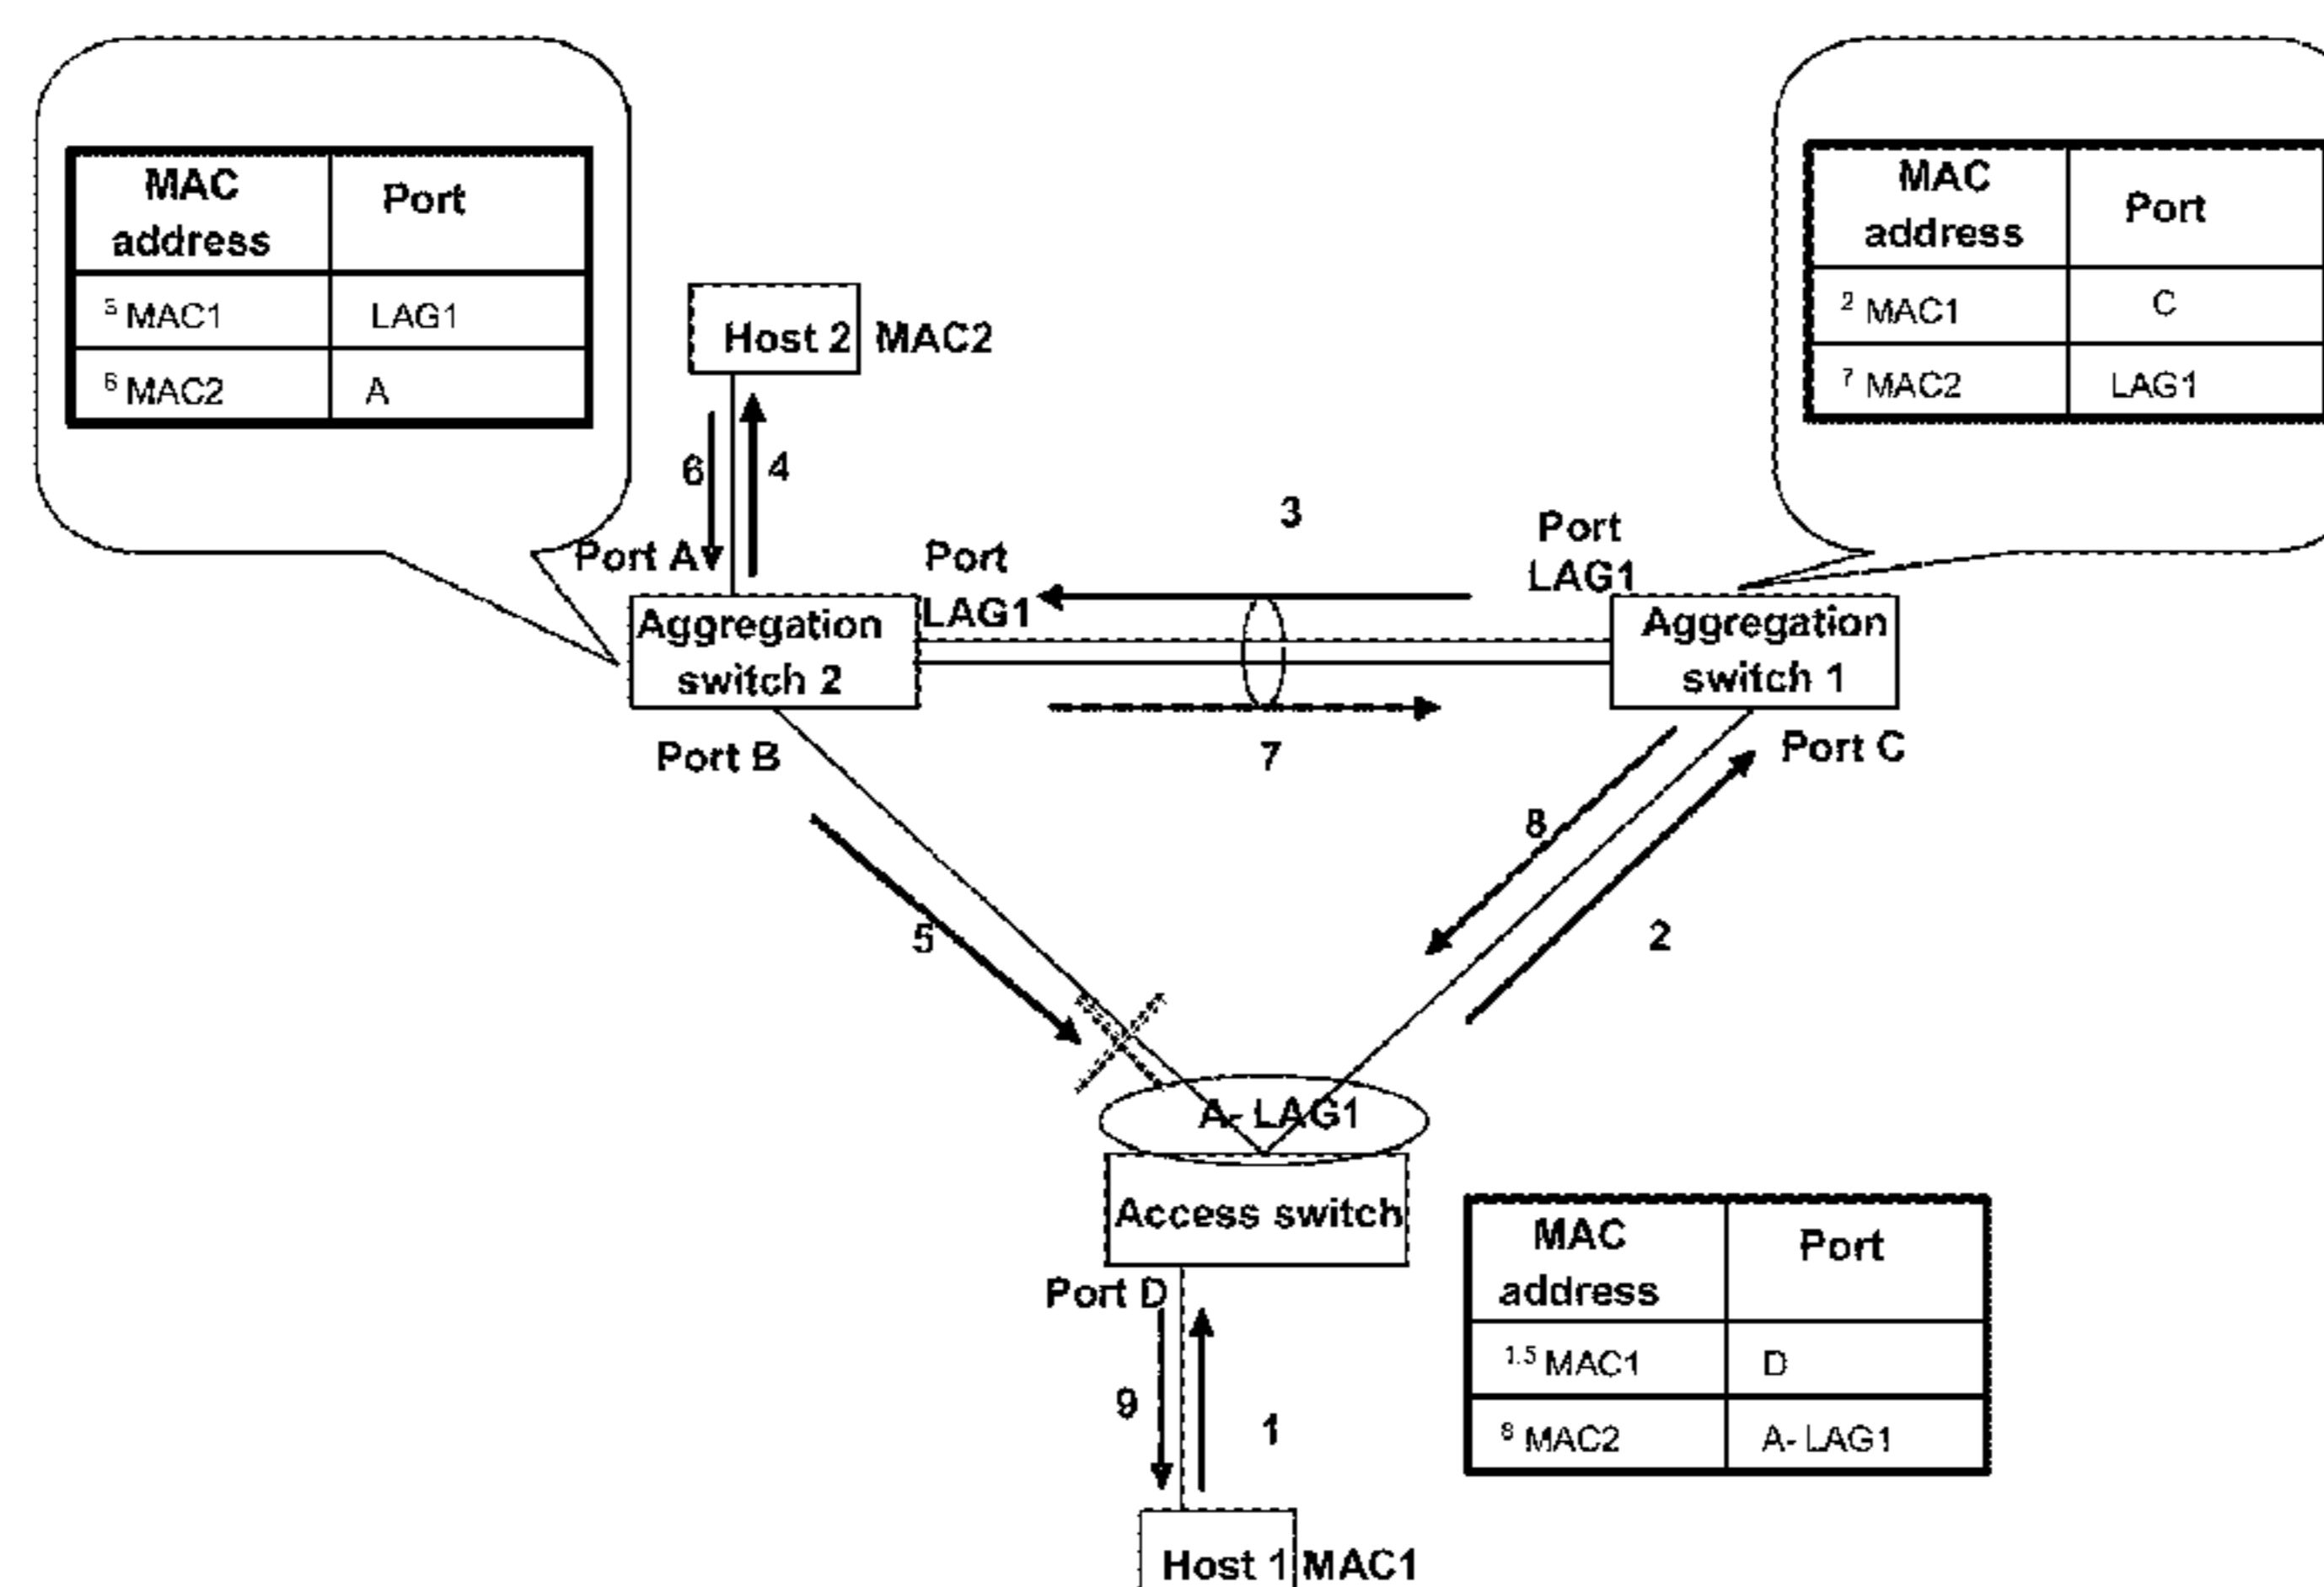 MAC address
Port
5 MAC1
LAG1
6 MAC2
A
MAC address
Port
2 MAC1
C
7 MAC2
LAG1
Host 2
MAC2
6
4
3
Port A
Port LAG1
Port LAG1
Aggregation switch 2
Aggregation switch 1
7
Port B
Port C
8
5
2
A- LAG1
Access switch
Port D
9
1
MAC address
Port
1.5 MAC1
D
8 MAC2
A- LAG1
Host 1
MAC1